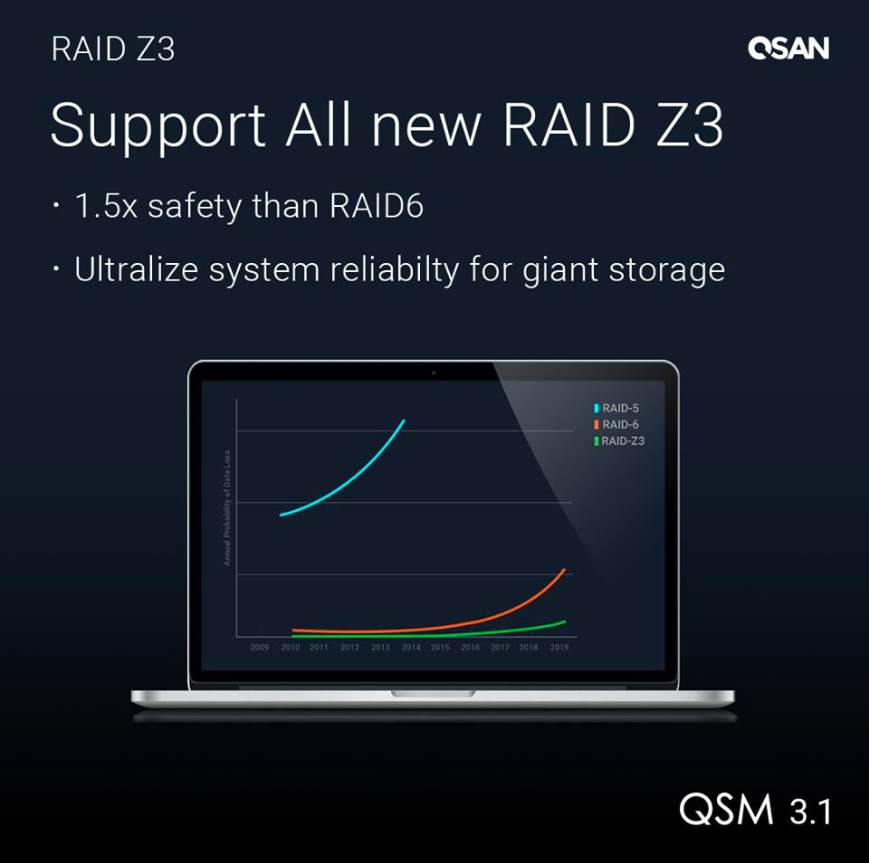 RAID Z3
QSAN
Support All new RAID Z3
· 1.5x safety than RAID6
· Ultralize system reliabilty for giant storage
RAID-5
RAID-6
RAID-Z3
Annual Probability of Data Loss
2009 2010 2011 2012 2013 2014 2015 2016 2017 2018 2019
QSM 3.1